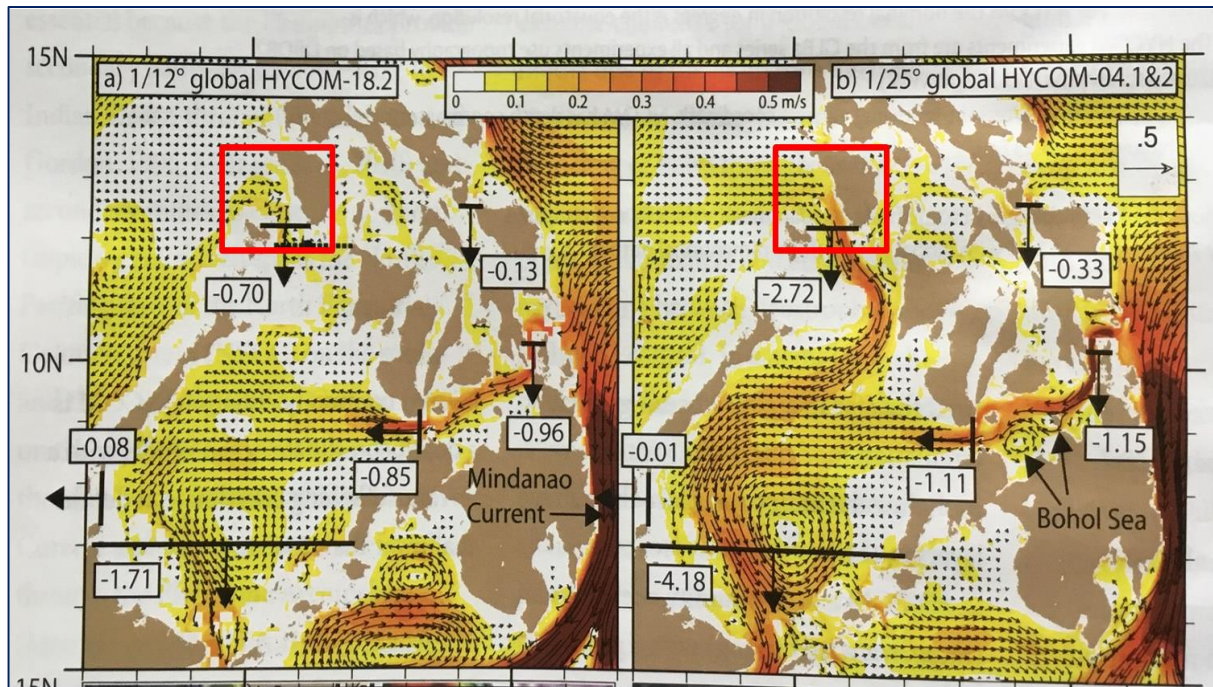 15N
a) 1/12° global HYCOM-18.2
0 0.1 0.2 0.3 0.4 0.5 m/s
b) 1/25° global HYCOM-04.1&2
.5
-0.13
-0.70
-0.33
-2.72
10N
-0.96
-0.08
-0.85
Mindanao
Current
-1.15
-0.01
-1.11
Bohol Sea
-1.71
-4.18
15N